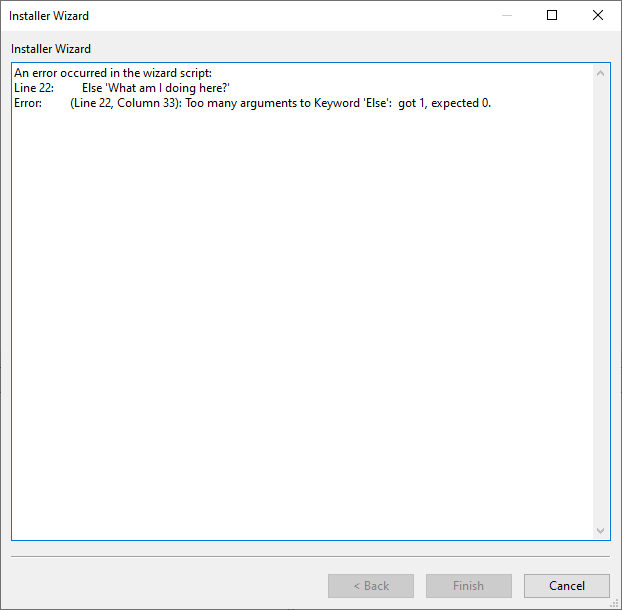 Installer Wizard
Installer Wizard
An error occurred in the wizard script:
Line 22: Else 'What am I doing here?'
Error: (Line 22, Column 33): Too many arguments to Keyword 'Else':  got 1, expected 0.
< Back Finish Cancel